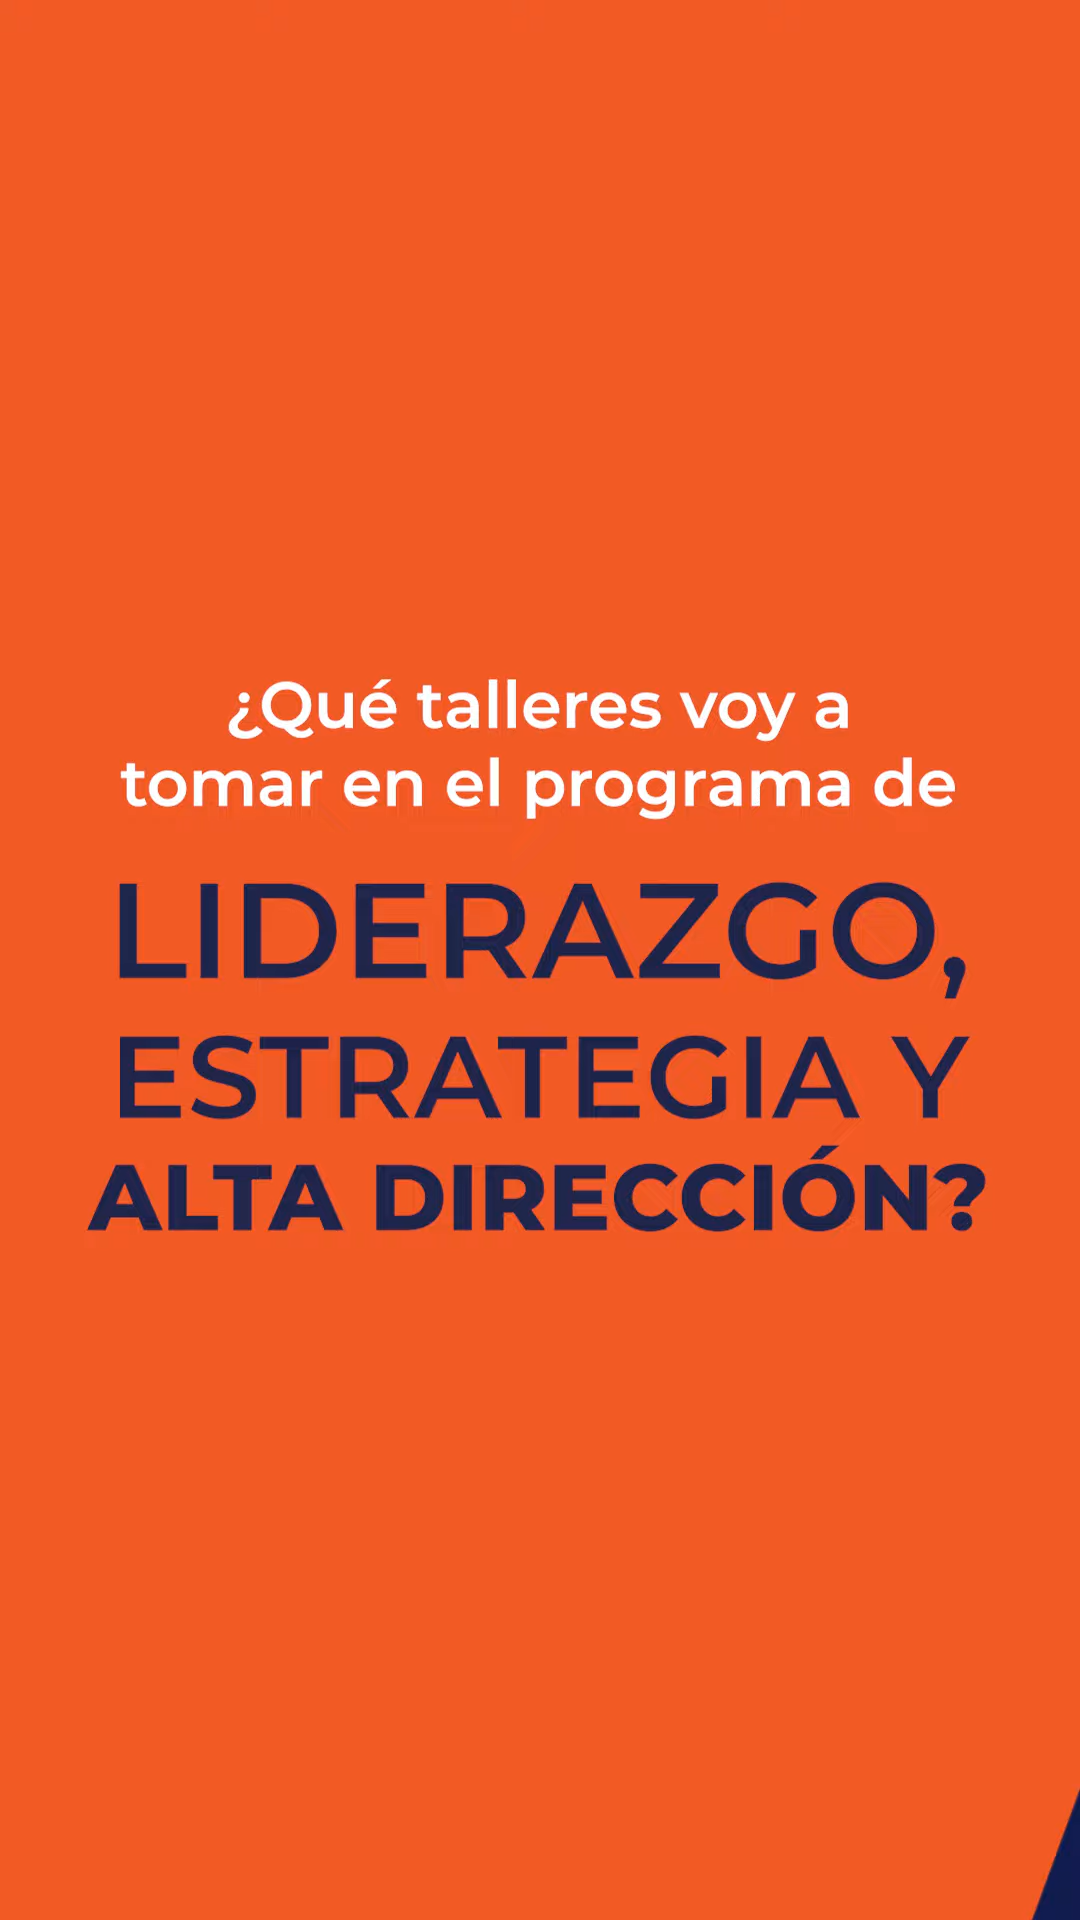 ¿Qué talleres voy a
tomar en el programa de
LIDERAZGO,
ESTRATEGIA Y
ALTA DIRECCIÓN?